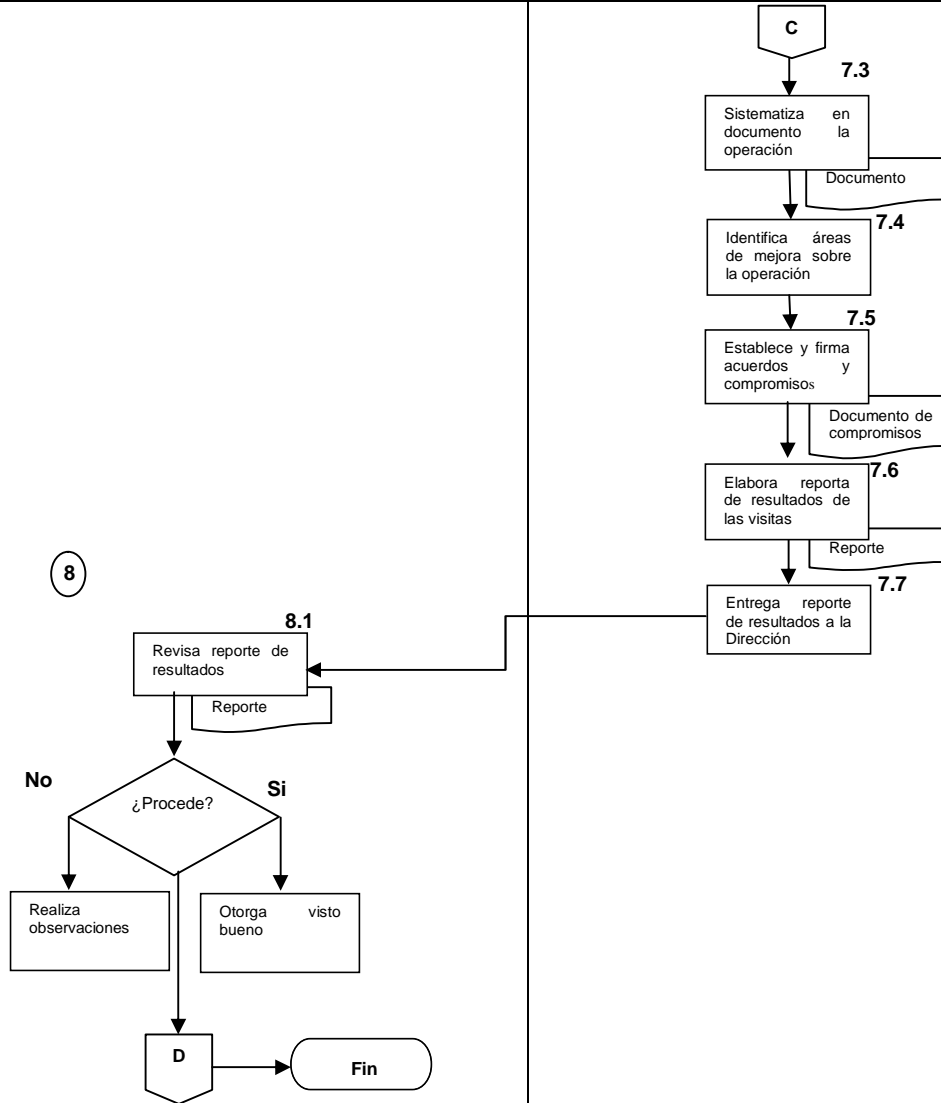 C
7.3
Sistematiza en
documento la
operación
Documento
7.4
Identifica áreas
de mejora sobre
la operación
7.5
Establece y firma
acuerdos y
compromisos
Documento de
compromisos
7.6
Elabora reporta
de resultados de
las visitas
Reporte
7.7
Entrega reporte
de resultados a la
Dirección
8
8.1
Revisa reporte de
resultados
Reporte
¿Procede?
No
Si
Realiza
observaciones
Otorga visto
bueno
D
Fin